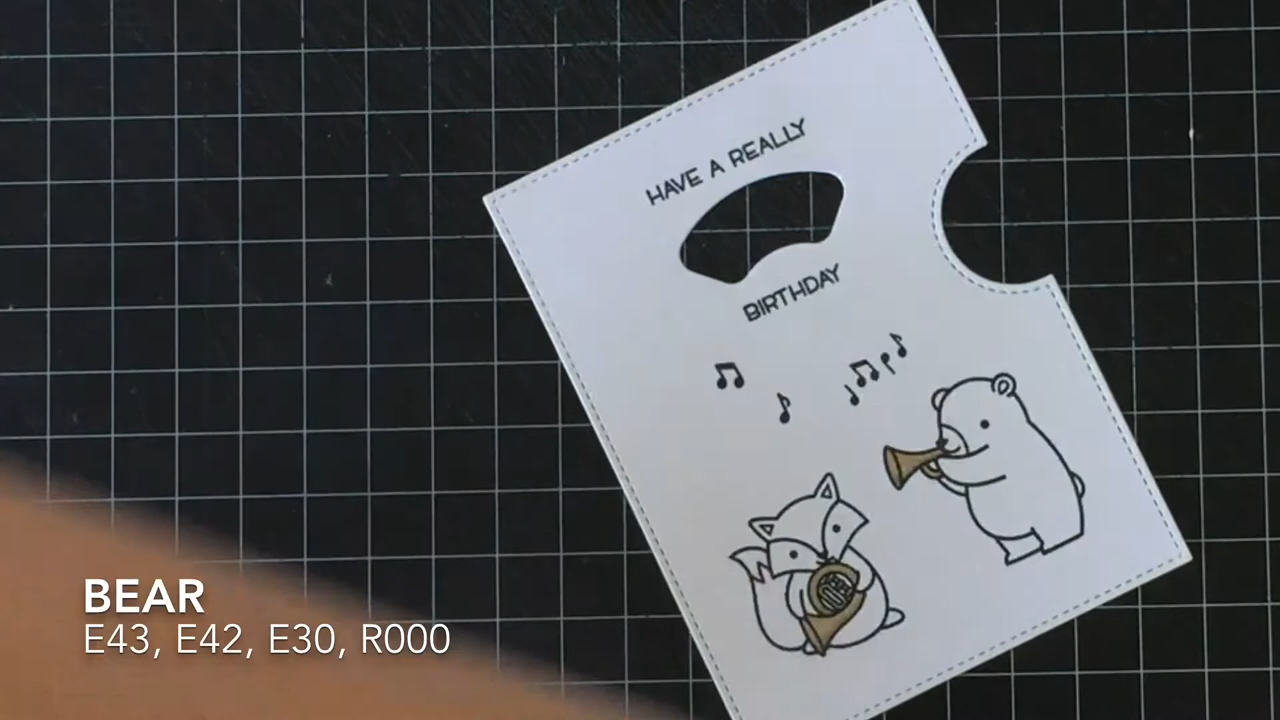 HAVE A REALLY
BIRTHDAY
BEAR
E43, E42, E30, R000